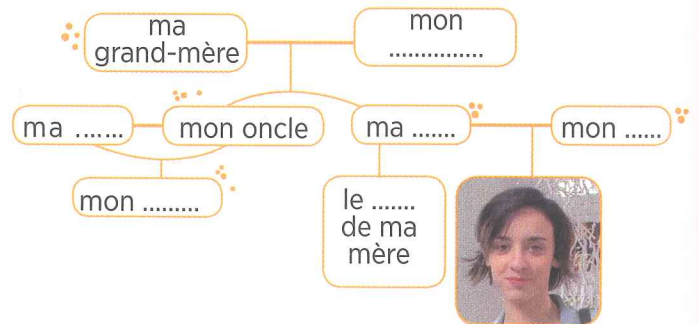 ma
grand-mère
mon
...............
ma .......
mon oncle
ma .......
mon ......
mon .........
le .......
de ma
mère